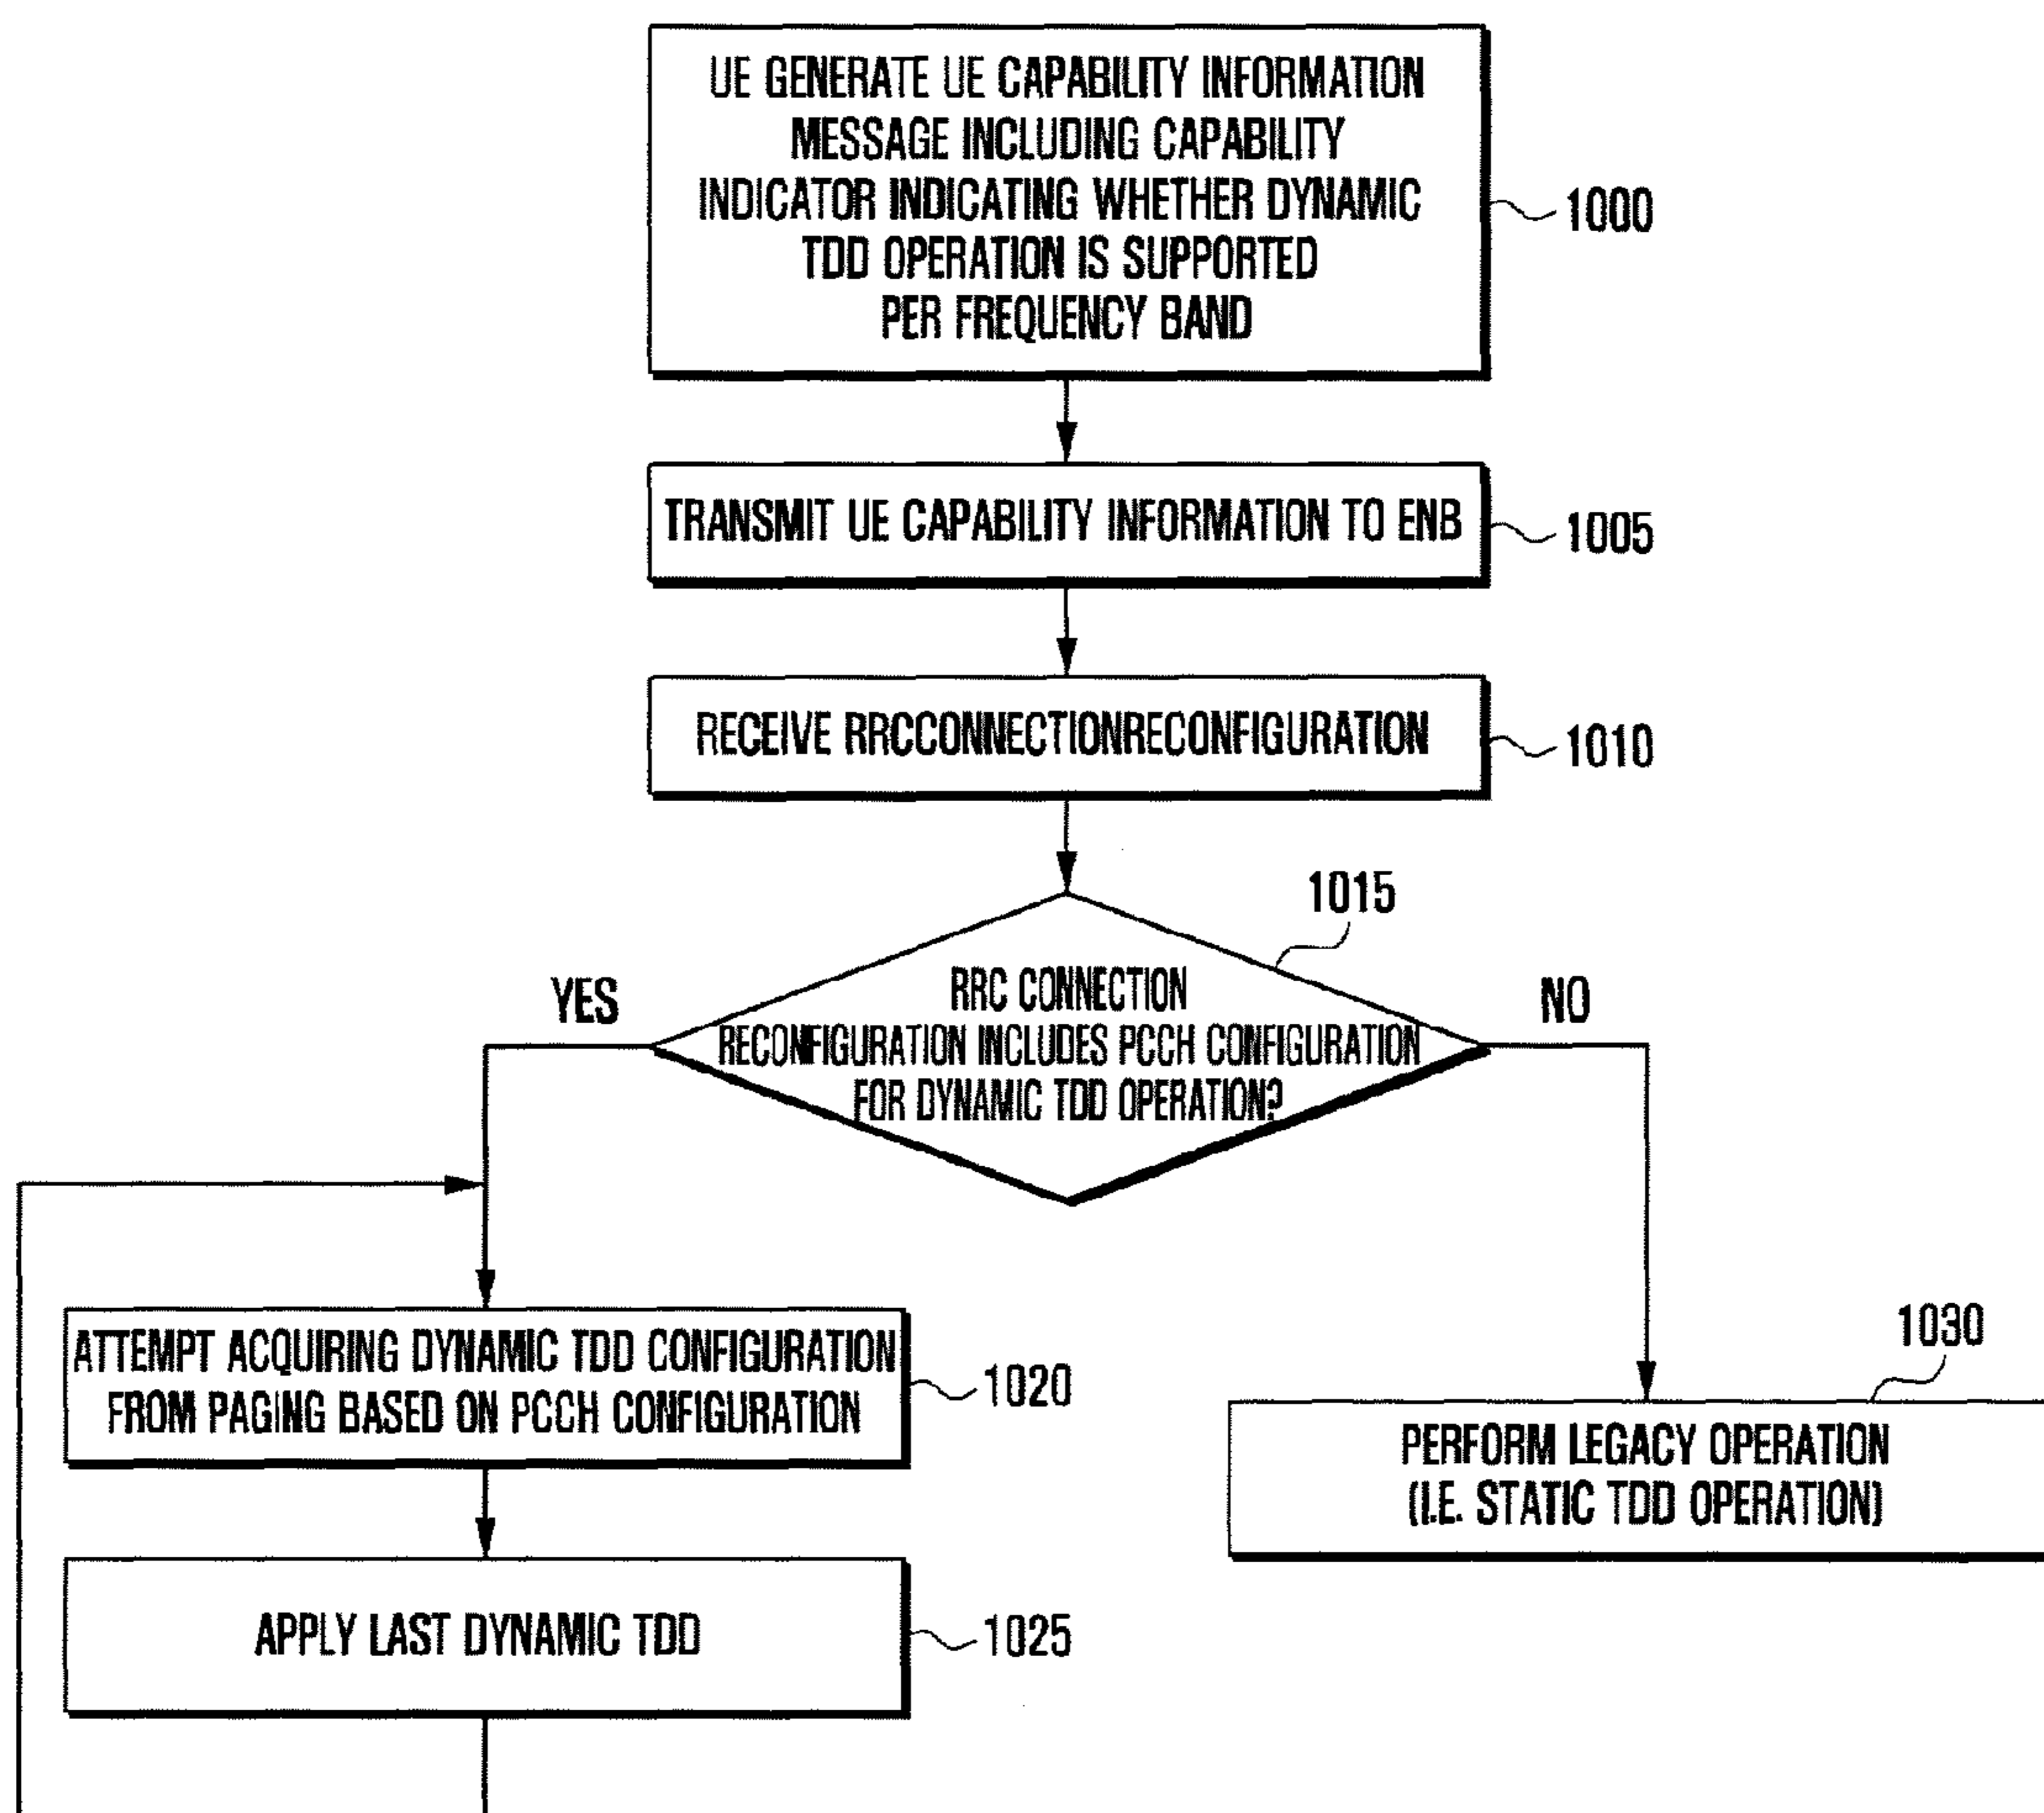 UE GENERATE UE CAPABILITY INFORMATION
MESSAGE INCLUDING CAPABILITY
INDICATOR INDICATING WHETHER DYNAMIC
TDD OPERATION IS SUPPORTED
PER FREQUENCY BAND
1000
TRANSMIT UE CAPABILITY INFORMATION TO ENB
1005
RECEIVE RRCCONNECTIONRECONFIGURATION
1010
1015
YES
RRC CONNECTION
RECONFIGURATION INCLUDES PCCH CONFIGURATION
FOR DYNAMIC TDD OPERATION?
NO
ATTEMPT ACQUIRING DYNAMIC TDD CONFIGURATION
FROM PAGING BASED ON PCCH CONFIGURATION
1020
1030
PERFORM LEGACY OPERATION
(I.E. STATIC TDD OPERATION)
APPLY LAST DYNAMIC TDD
1025